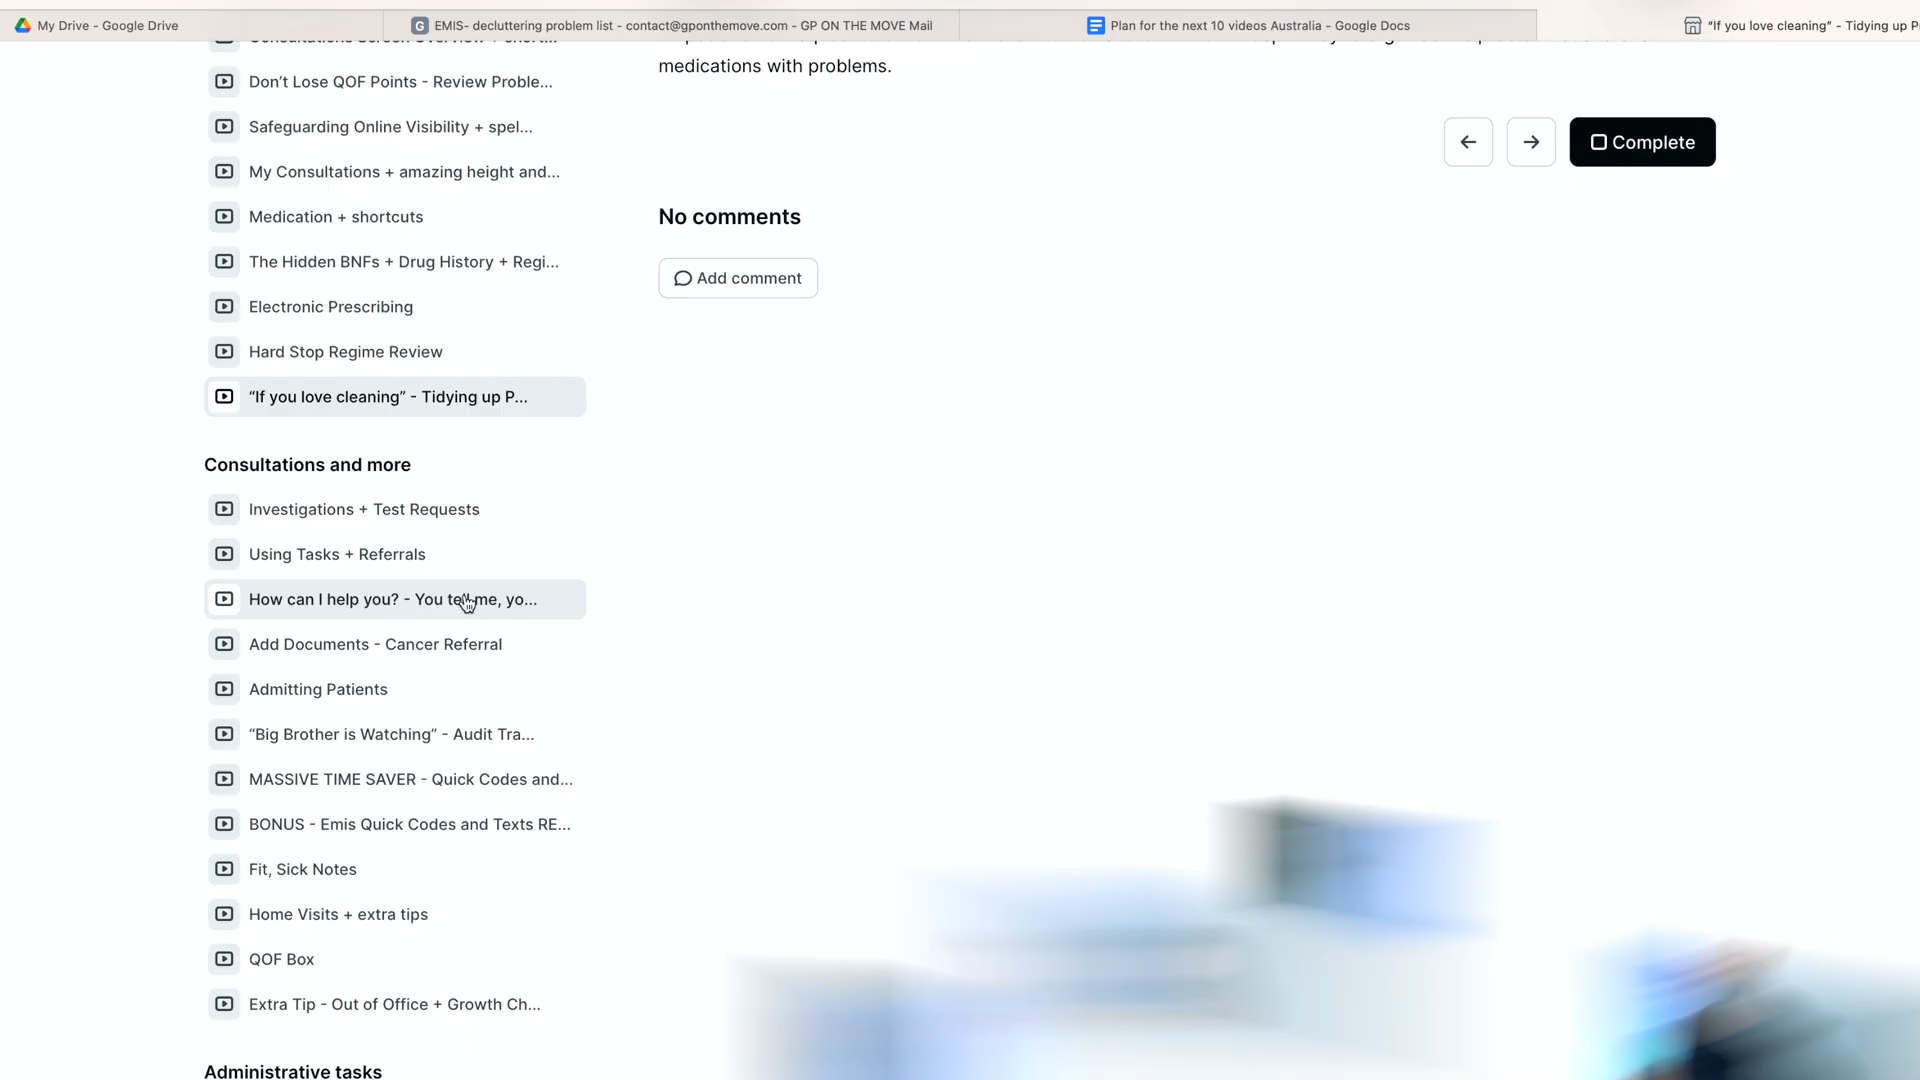 My Drive - Google Drive
EMIS- decluttering problem list - contact@gponthemove.com - GP ON THE MOVE Mail
Plan for the next 10 videos Australia - Google Docs
“If you love cleaning” - Tidying up P
medications with problems.
Don’t Lose QOF Points - Review Proble...
Safeguarding Online Visibility + spel...
My Consultations + amazing height and...
Medication + shortcuts
The Hidden BNFs + Drug History + Regi...
Electronic Prescribing
Hard Stop Regime Review
“If you love cleaning” - Tidying up P...
Consultations and more
Investigations + Test Requests
Using Tasks + Referrals
How can I help you? - You tell me, yo...
Add Documents - Cancer Referral
Admitting Patients
“Big Brother is Watching” - Audit Tra...
MASSIVE TIME SAVER - Quick Codes and...
BONUS - Emis Quick Codes and Texts RE...
Fit, Sick Notes
Home Visits + extra tips
QOF Box
Extra Tip - Out of Office + Growth Ch...
Administrative tasks
Complete
No comments
Add comment